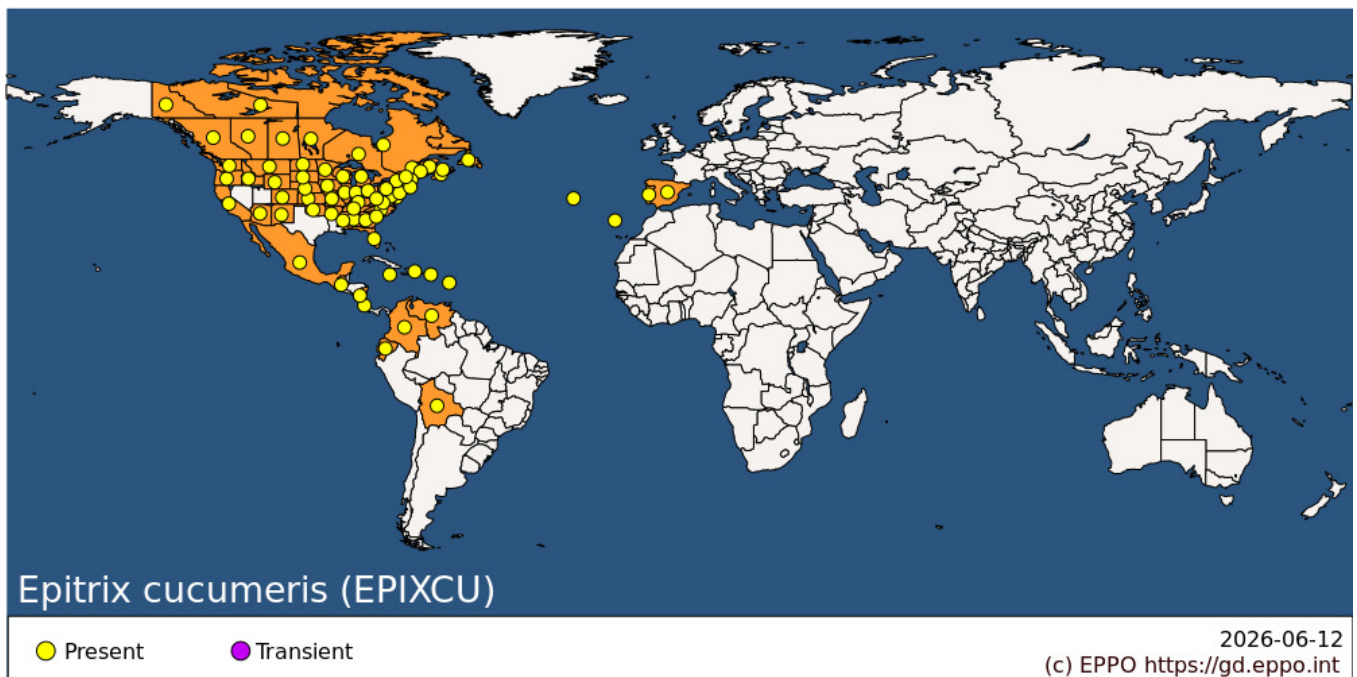 Epitrix cucumeris (EPIXCU)
Present
Transient
2026-06-12
(c) EPPO https://gd.eppo.int